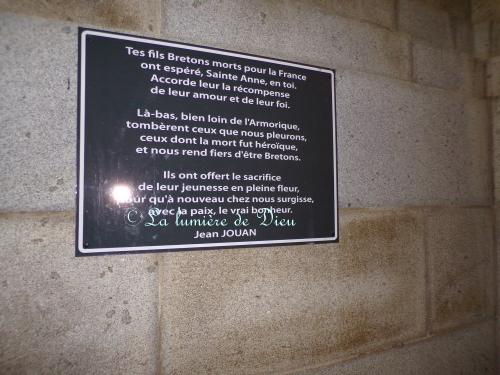 Tes fils Bretons morts pour la France
ont espéré, Sainte Anne, en toi.
Accorde leur la récompense
de leur amour et de leur foi.
Là-bas, bien loin de l'Armorique,
tombèrent ceux que nous pleurons,
ceux dont la mort fut héroïque,
et nous rend fiers d'être Bretons.
Ils ont offert le sacrifice
de leur jeunesse en pleine fleur,
pour qu'à nouveau chez nous surgisse,
avec la paix, le vrai bonheur.
© La lumière de Dieu
Jean JOUAN